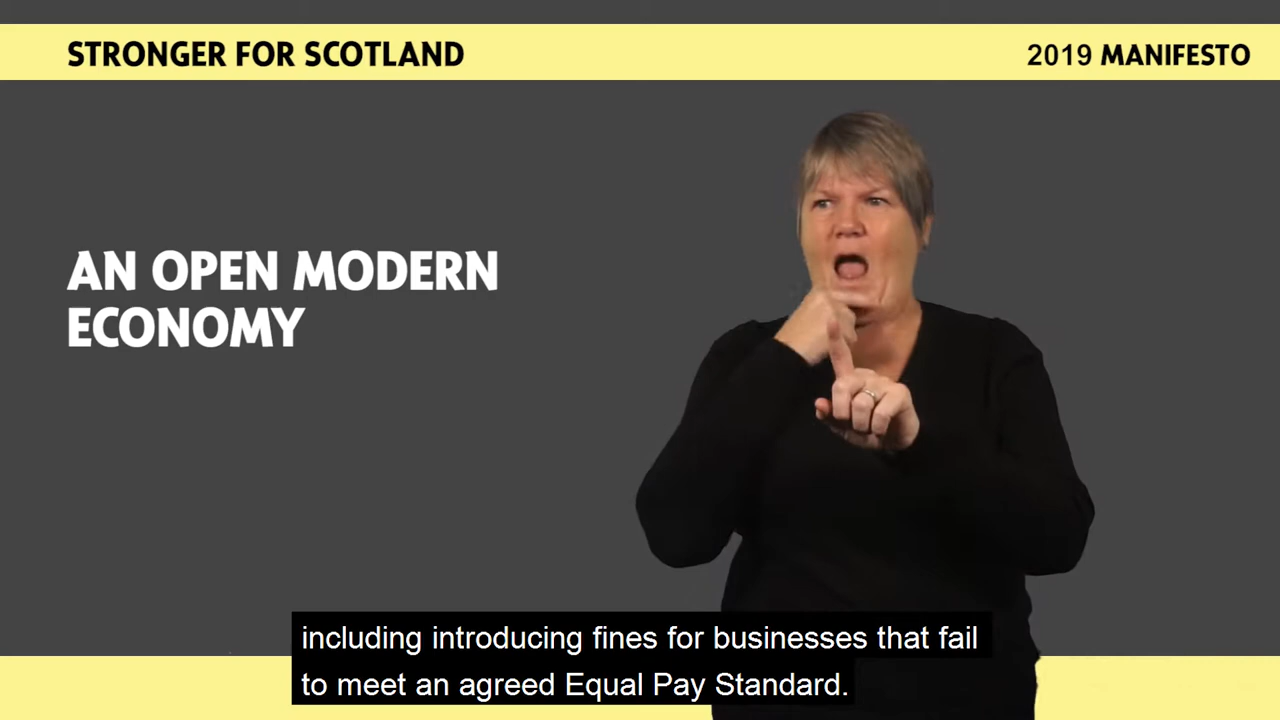 STRONGER FOR SCOTLAND
2019 MANIFESTO
AN OPEN MODERN
ECONOMY
including introducing fines for businesses that fail
to meet an agreed Equal Pay Standard.